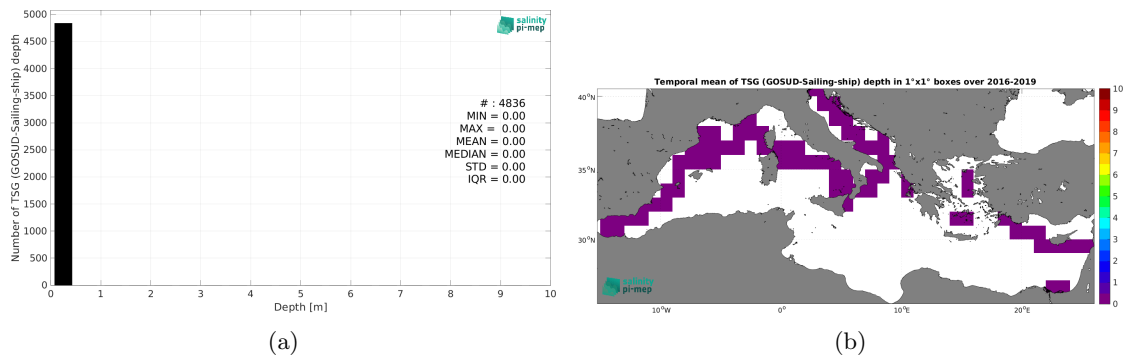 5000
4500
4000
3500
3000
2500
2000
1500
1000
500
0
Number of TSG (GOSUD-Sailing-ship) depth
salinity
pi-mep
# : 4836
MIN = 0.00
MAX = 0.00
MEAN = 0.00
MEDIAN = 0.00
STD = 0.00
IQR = 0.00
0 1 2 3 4 5 6 7 8 9 10
Depth [m]
(a)
Temporal mean of TSG (GOSUD-Sailing-ship) depth in 1°x1° boxes over 2016-2019
40°N
35°N
30°N
salinity
pi-mep
10°W 0° 10°E 20°E
10
9
8
7
6
5
4
3
2
1
0
(b)